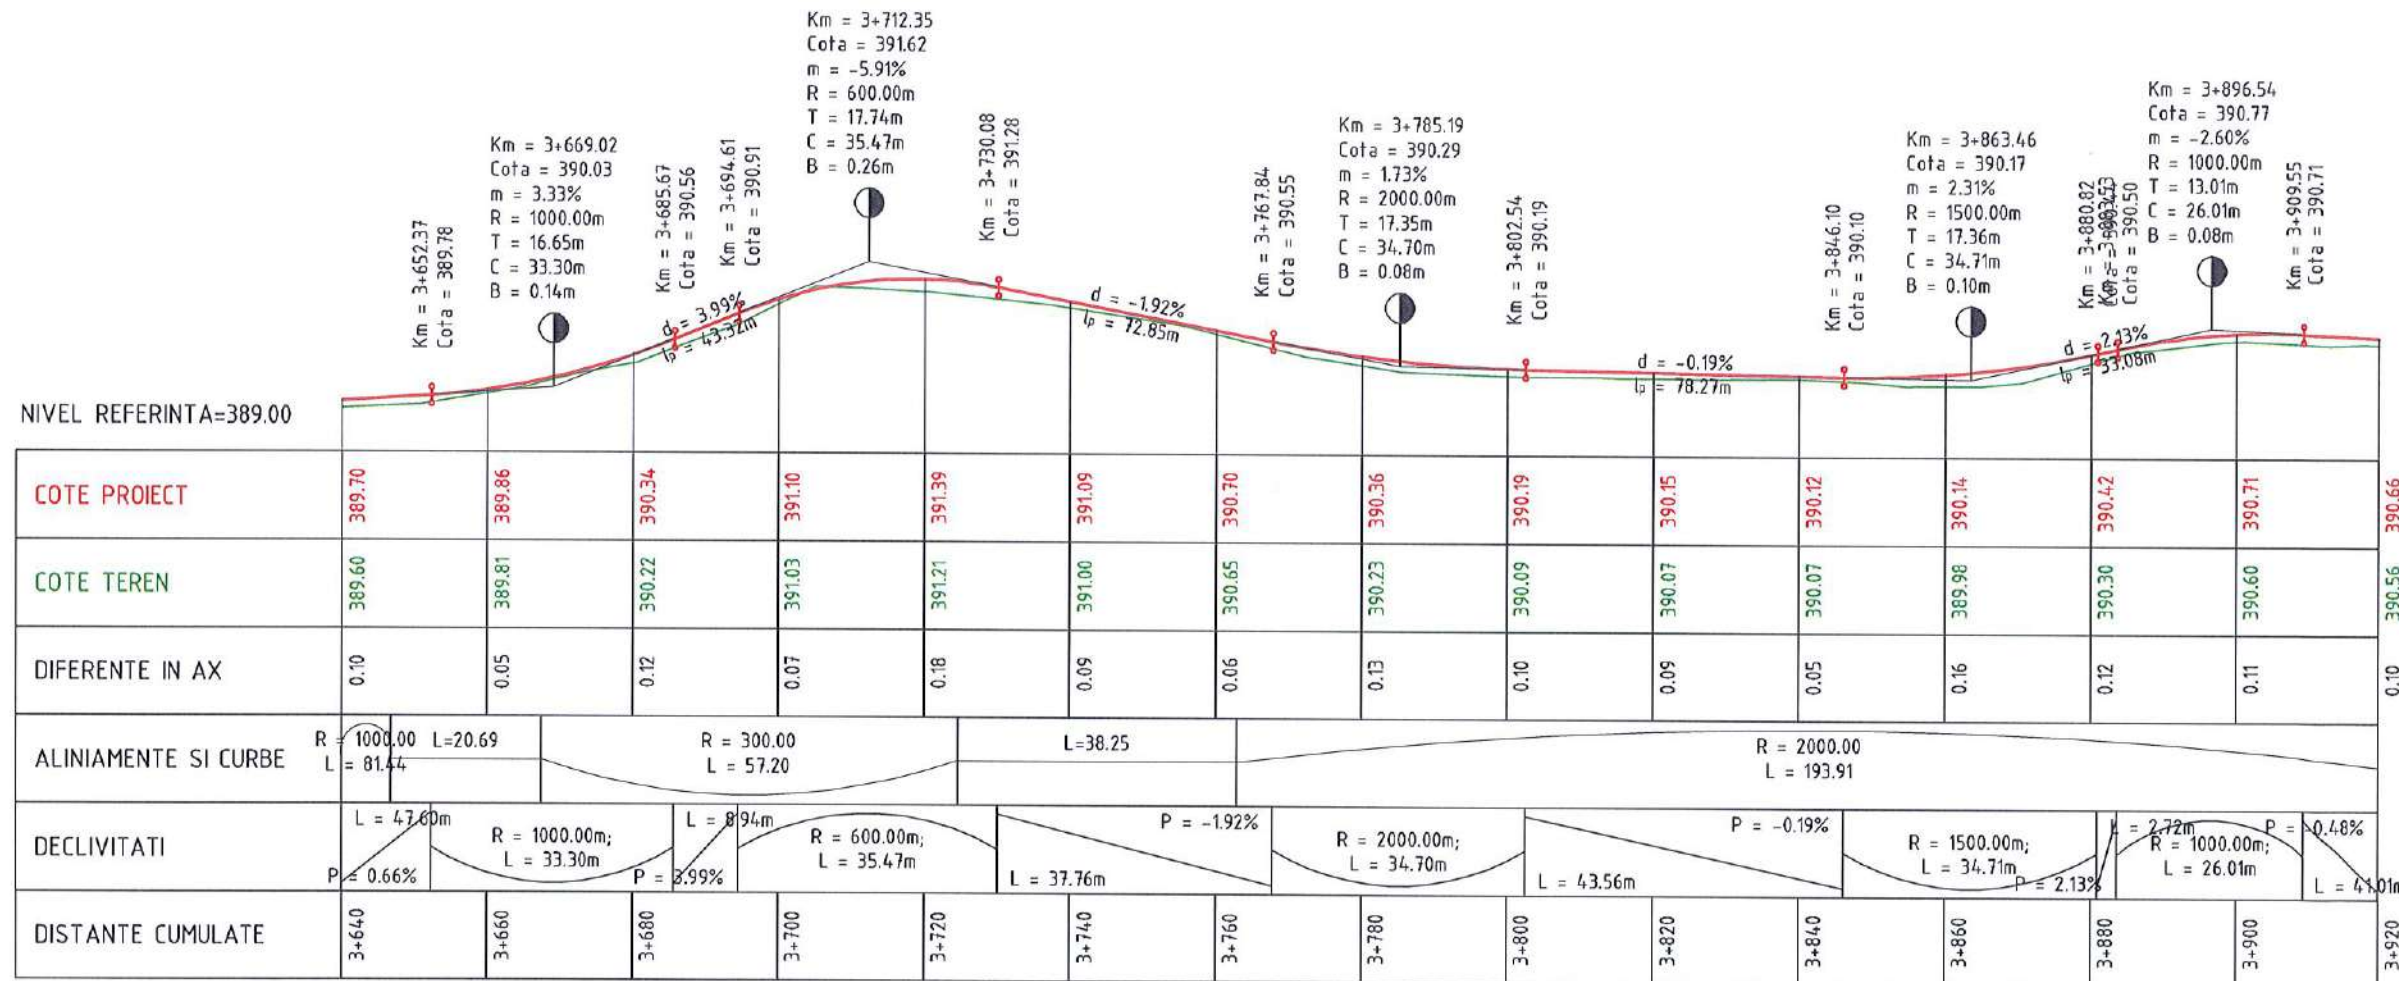 Km = 3+652.37
Cota = 389.78
Km = 3+669.02
Cota = 390.03
m = 3.33%
R = 1000.00m
T = 16.65m
C = 33.30m
B = 0.14m
Km = 3+685.67
Cota = 390.56
Km = 3+694.61
Cota = 390.91
Km = 3+712.35
Cota = 391.62
m = -5.91%
R = 600.00m
T = 17.74m
C = 35.47m
B = 0.26m
Km = 3+730.08
Cota = 391.28
Km = 3+767.84
Cota = 390.55
Km = 3+785.19
Cota = 390.29
m = 1.73%
R = 2000.00m
T = 17.35m
C = 34.70m
B = 0.08m
Km = 3+802.54
Cota = 390.19
Km = 3+846.10
Cota = 390.10
Km = 3+863.46
Cota = 390.17
m = 2.31%
R = 1500.00m
T = 17.36m
C = 34.71m
B = 0.10m
Km = 3+880.82
Cota = 390.50
Km = 3+896.54
Cota = 390.77
m = -2.60%
R = 1000.00m
T = 13.01m
C = 26.01m
B = 0.08m
Km = 3+909.55
Cota = 390.71
d = 3.99%
lp = 43.32m
d = -1.92%
lp = 72.85m
d = -0.19%
lp = 78.27m
d = 2.13%
lp = 33.08m
NIVEL REFERINTA=389.00
COTE PROIECT
389.70
389.86
390.34
391.10
391.39
391.09
390.70
390.36
390.19
390.15
390.12
390.14
390.42
390.71
390.66
COTE TEREN
389.60
389.81
390.22
391.03
391.21
391.00
390.65
390.23
390.09
390.07
390.07
389.98
390.30
390.60
390.56
DIFERENTE IN AX
0.10
0.05
0.12
0.07
0.18
0.09
0.06
0.13
0.10
0.09
0.05
0.16
0.12
0.11
0.10
ALINIAMENTE SI CURBE
R = 1000.00
L = 81.44
L=20.69
R = 300.00
L = 57.20
L=38.25
R = 2000.00
L = 193.91
DECLIVITATI
L = 47.60m
P = 0.66%
R = 1000.00m;
L = 33.30m
L = 8.94m
P = 3.99%
R = 600.00m;
L = 35.47m
P = -1.92%
L = 37.76m
R = 2000.00m;
L = 34.70m
P = -0.19%
L = 43.56m
R = 1500.00m;
L = 34.71m
L = 2.72m
P = 2.13%
R = 1000.00m;
L = 26.01m
P = -0.48%
L = 41.01m
DISTANTE CUMULATE
3+640
3+660
3+680
3+700
3+720
3+740
3+760
3+780
3+800
3+820
3+840
3+860
3+880
3+900
3+920